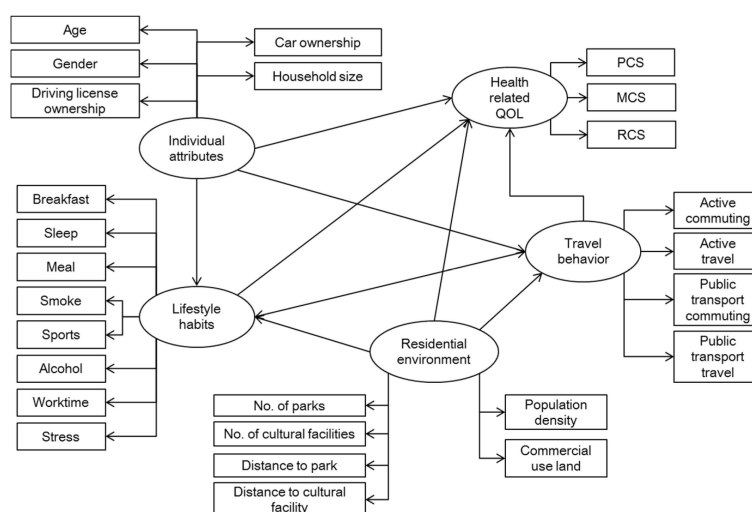 Age
Gender
Driving license
ownership
Car ownership
Household size
Individual
attributes
Health
related
QOL
PCS
MCS
RCS
Breakfast
Sleep
Meal
Smoke
Sports
Alcohol
Worktime
Stress
Lifestyle
habits
Travel
behavior
Active
commuting
Active
travel
Public
transport
commuting
Public
transport
travel
Residential
environment
No. of parks
No. of cultural facilities
Distance to park
Distance to cultural
facility
Population
density
Commercial
use land